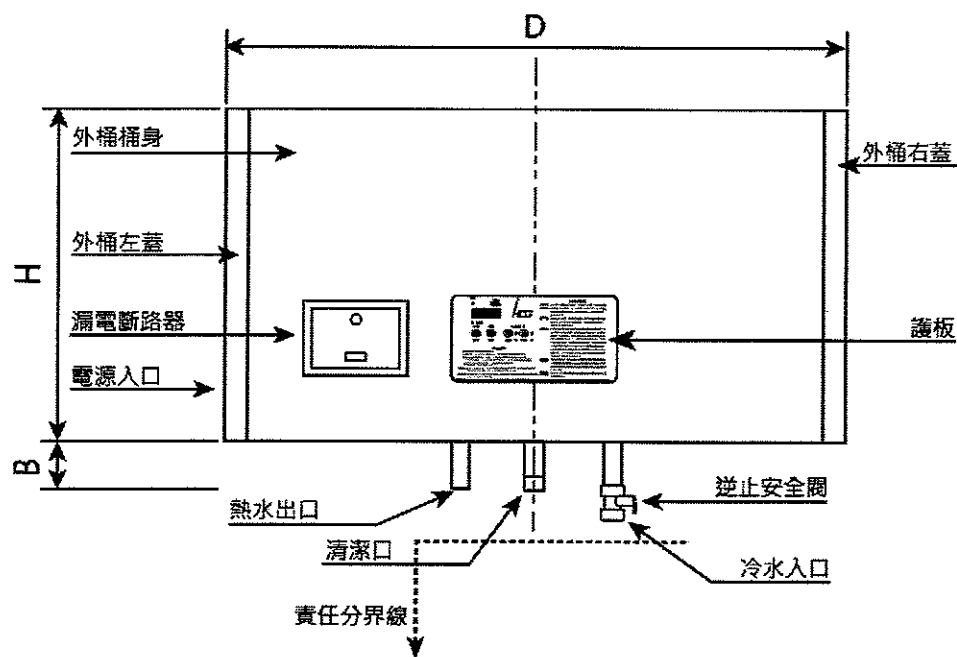 D
外桶桶身
外桶右蓋
外桶左蓋
H
漏電斷路器
護板
電源入口
B
逆止安全閥
熱水出口
清潔口
冷水入口
責任分界線